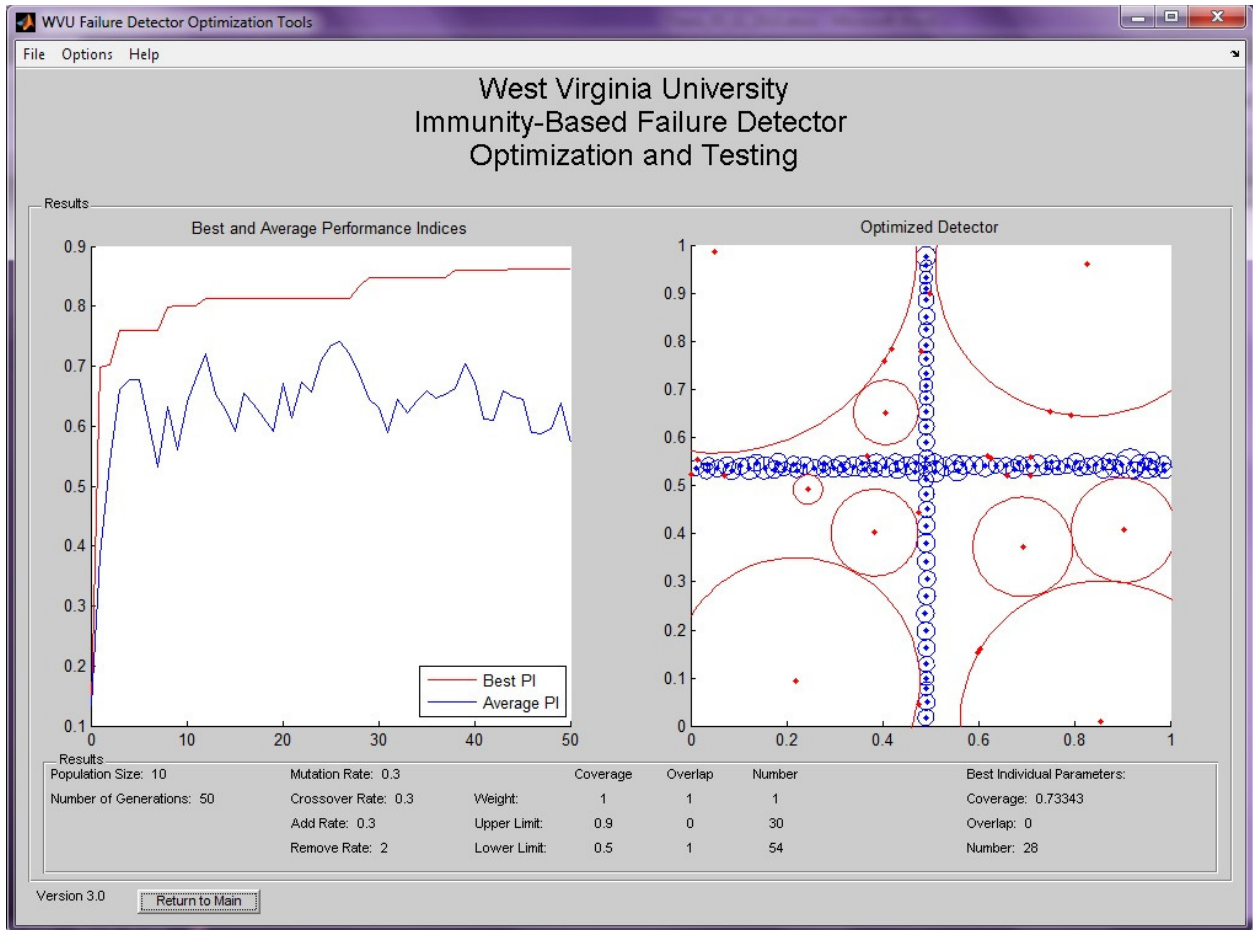 WVU Failure Detector Optimization Tools
File Options Help
West Virginia University
Immunity-Based Failure Detector
Optimization and Testing
Results
Best and Average Performance Indices
0.9
0.8
0.7
0.6
0.5
0.4
0.3
0.2
0.1
0 10 20 30 40 50
Best PI
Average PI
Optimized Detector
1
0.9
0.8
0.7
0.6
0.5
0.4
0.3
0.2
0.1
0
0 0.2 0.4 0.6 0.8 1
Results
Population Size: 10 Mutation Rate: 0.3 Coverage Overlap Number Best Individual Parameters:
Number of Generations: 50 Crossover Rate: 0.3 Weight: 1 1 1 Coverage: 0.73343
Add Rate: 0.3 Upper Limit: 0.9 0 30 Overlap: 0
Remove Rate: 2 Lower Limit: 0.5 1 54 Number: 28
Version 3.0 Return to Main